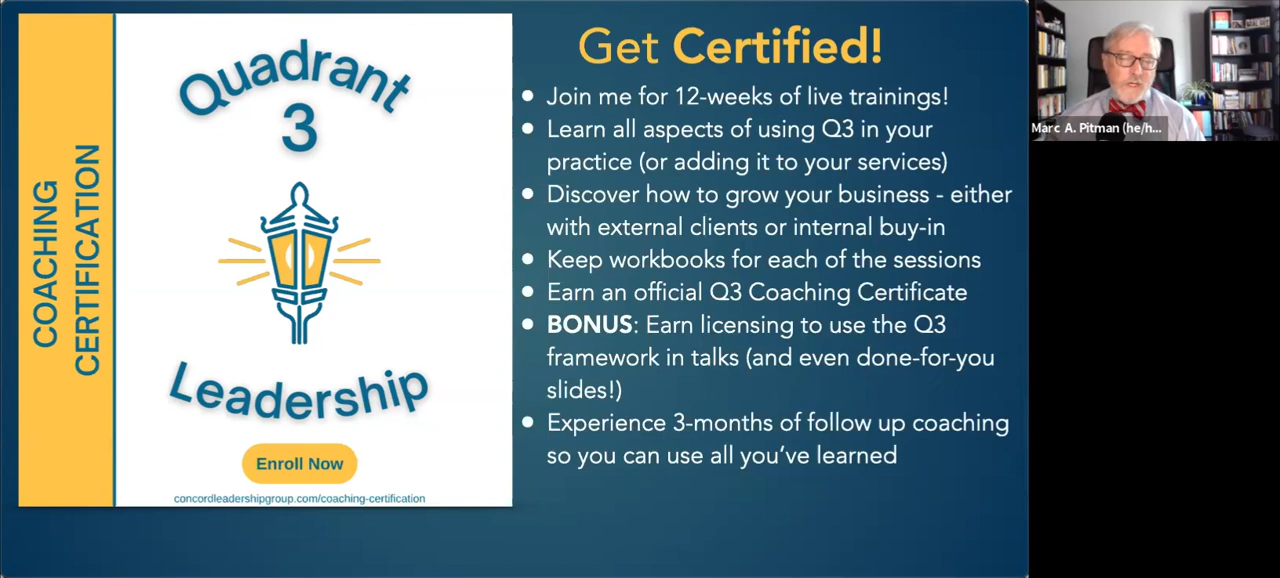 COACHING
CERTIFICATION
Quadrant
3
Leadership
Enroll Now
concordleadershipgroup.com/coaching-certification
Get Certified!
• Join me for 12-weeks of live trainings!
• Learn all aspects of using Q3 in your
practice (or adding it to your services)
• Discover how to grow your business - either
with external clients or internal buy-in
• Keep workbooks for each of the sessions
• Earn an official Q3 Coaching Certificate
• BONUS: Earn licensing to use the Q3
framework in talks (and even done-for-you
slides!)
• Experience 3-months of follow up coaching
so you can use all you’ve learned
Marc A. Pitman (he/h...